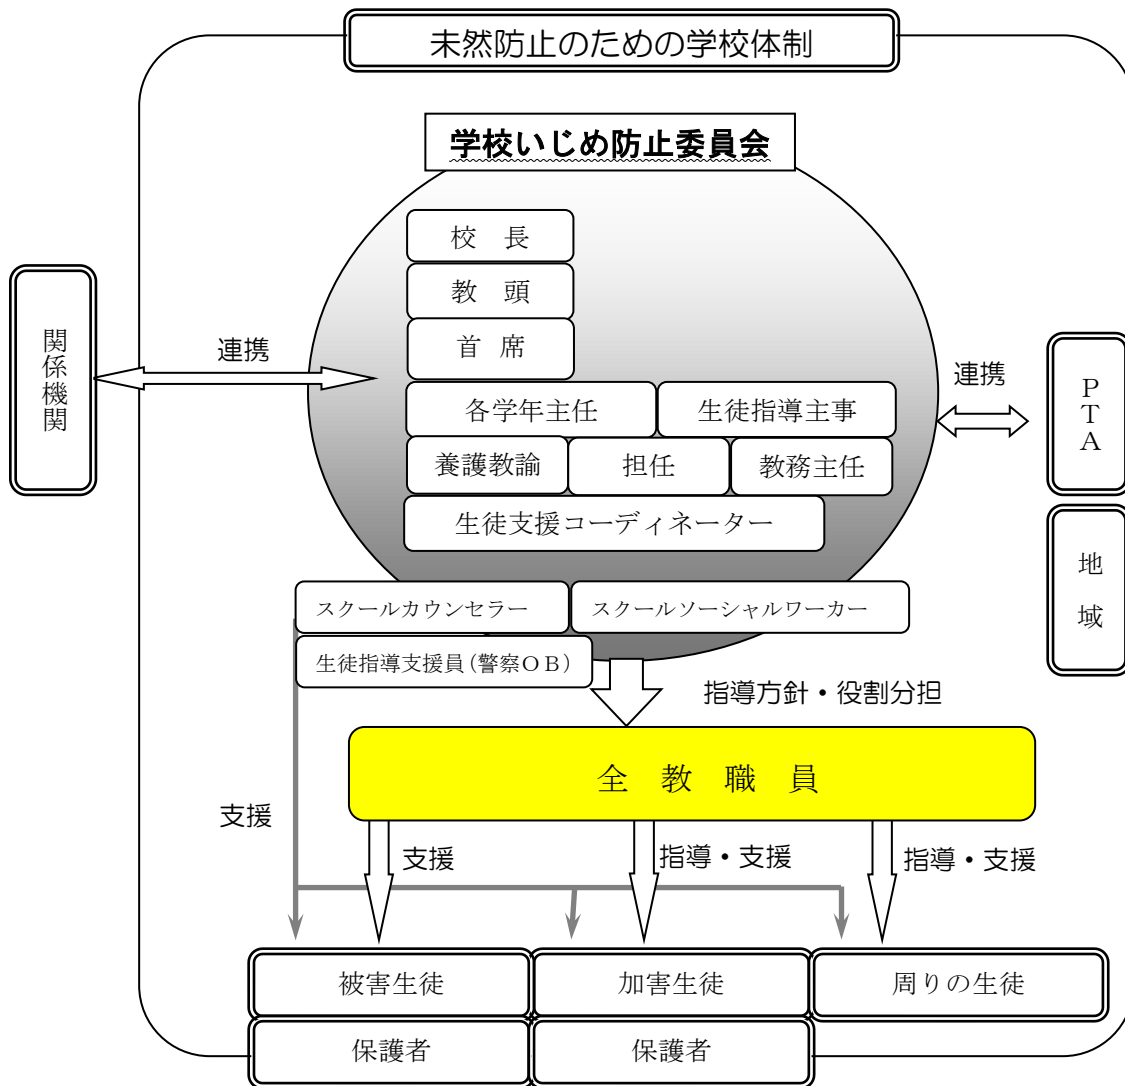 未然防止のための学校体制
学校いじめ防止委員会
校　長
教　頭
首 席
各学年主任
生徒指導主事
養護教諭
担任
教務主任
生徒支援コーディネーター
スクールカウンセラー
スクールソーシャルワーカー
生徒指導支援員（警察ＯＢ）
関係機関
連携
連携
ＰＴＡ
地域
指導方針・役割分担
全　教　職　員
支援
支援
指導・支援
指導・支援
被害生徒
加害生徒
周りの生徒
保護者
保護者